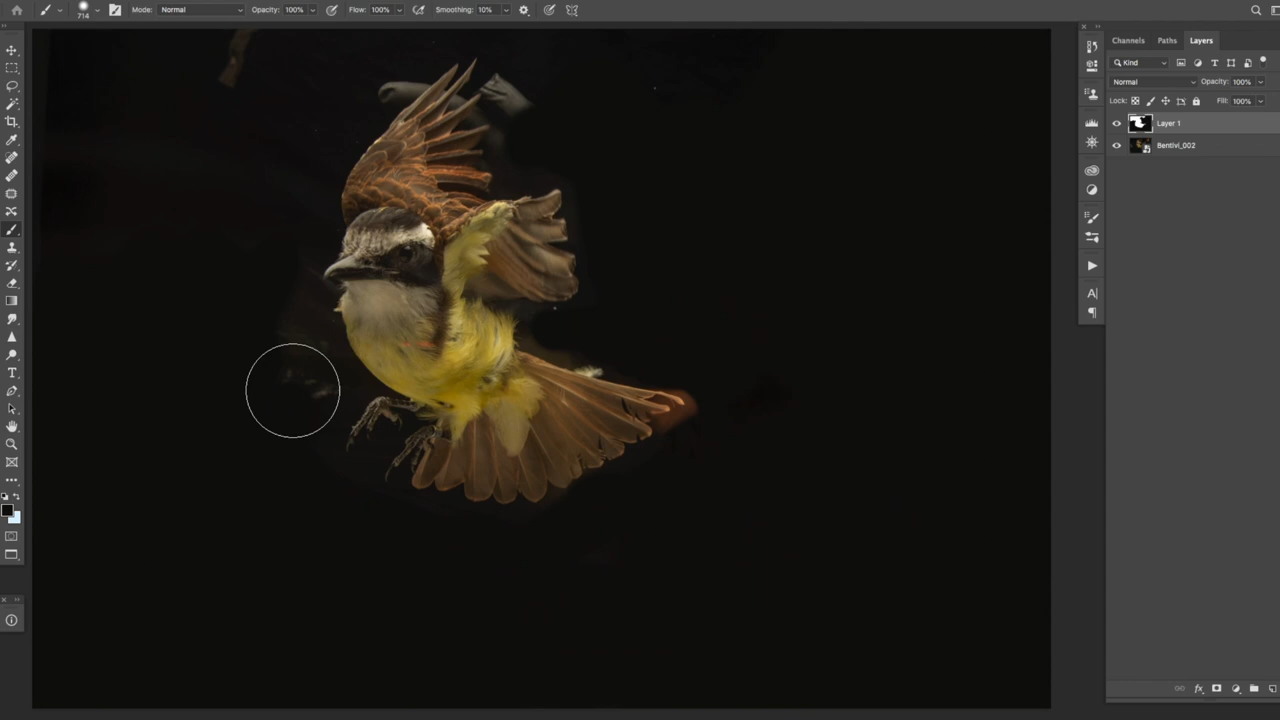 Mode: Normal Opacity: 100% Flow: 100% Smoothing: 10%
714
Channels Paths Layers
Kind
Normal Opacity: 100%
Lock: Fill: 100%
Layer 1
Bentivi_002